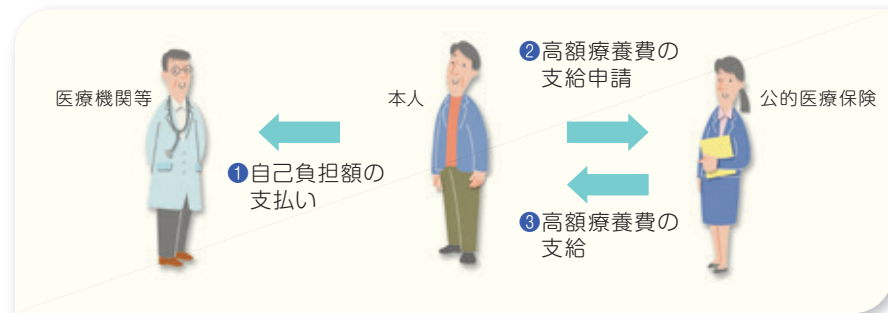 医療機関等
❶自己負担額の
支払い
本人
❷高額療養費の
支給申請
❸高額療養費の
支給
公的医療保険